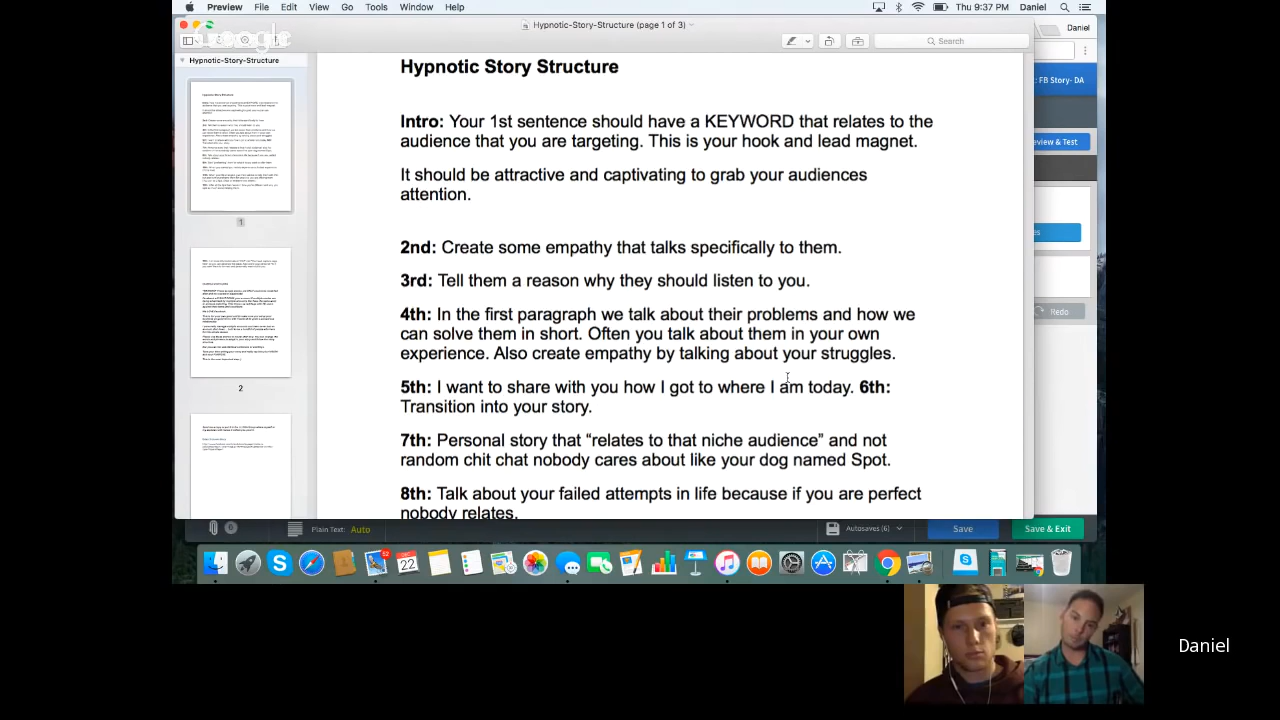 Preview File Edit View Go Tools Window Help
Thu 9:37 PM Daniel
Google
Hypnotic-Story-Structure (page 1 of 3)
Daniel
Search
Hypnotic-Story-Structure
: FB Story- DA
Hypnotic Story Structure
Intro: Your 1st sentence should have a KEYWORD that relates to the
audience that you are targeting. This is your hook and lead magnet.
eview & Test
It should be attractive and captivating to grab your audiences
attention.
1
es
2nd: Create some empathy that talks specifically to them.
3rd: Tell them a reason why they should listen to you.
4th: In the first paragraph we talk about their problems and how we
can solve them in short. Often you talk about them in your own
experience. Also create empathy by talking about your struggles.
Redo
5th: I want to share with you how I got to where I am today. 6th:
Transition into your story.
2
7th: Personal story that “relates to that niche audience” and not
random chit chat nobody cares about like your dog named Spot.
8th: Talk about your failed attempts in life because if you are perfect
nobody relates.
Plain Text: Auto
Autosaves (6)
Save
Save & Exit
52
22
Daniel